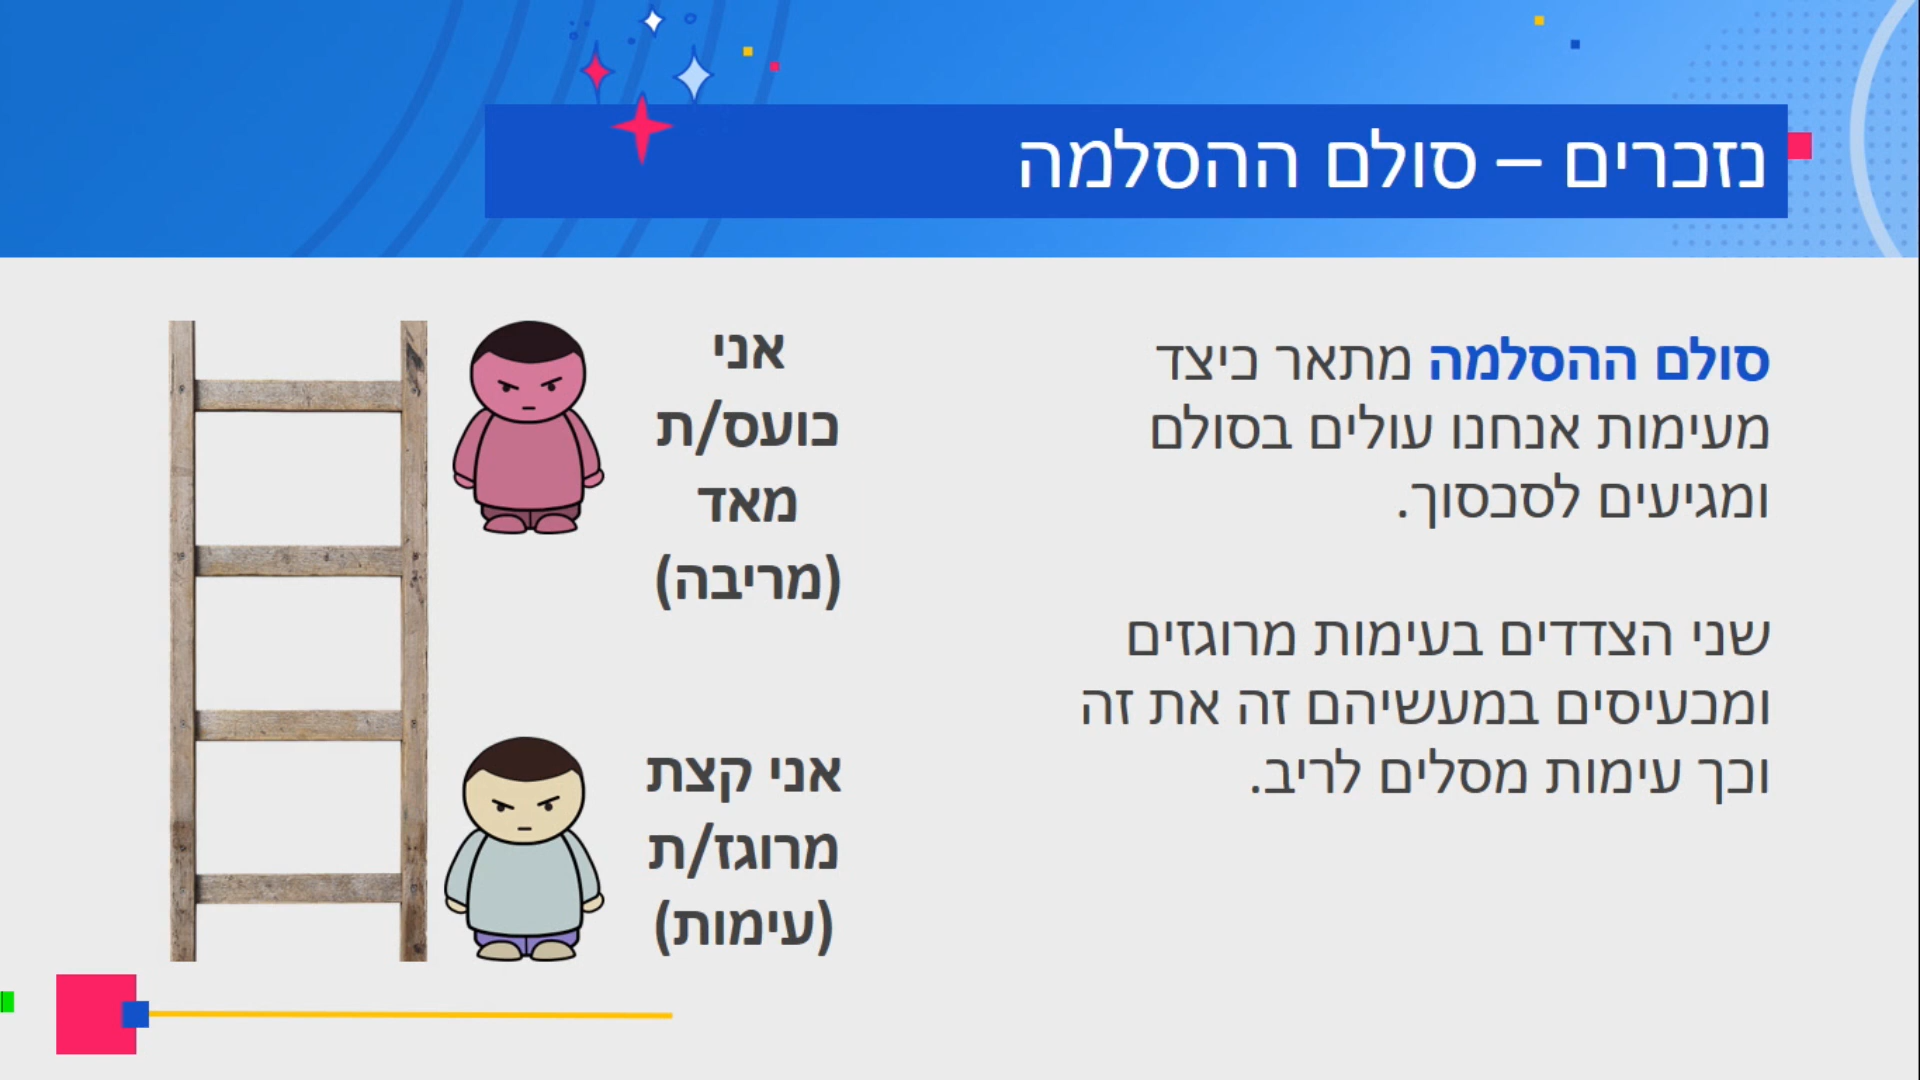 נזכרים – סולם ההסלמה
סולם ההסלמה מתאר כיצד
מעימות אנחנו עולים בסולם
ומגיעים לסכסוך.
שני הצדדים בעימות מרוגזים
ומכעיסים במעשיהם זה את זה
וכך עימות מסלים לריב.
אני
כועס/ת
מאד
(מריבה)
אני קצת
מרוגז/ת
(עימות)